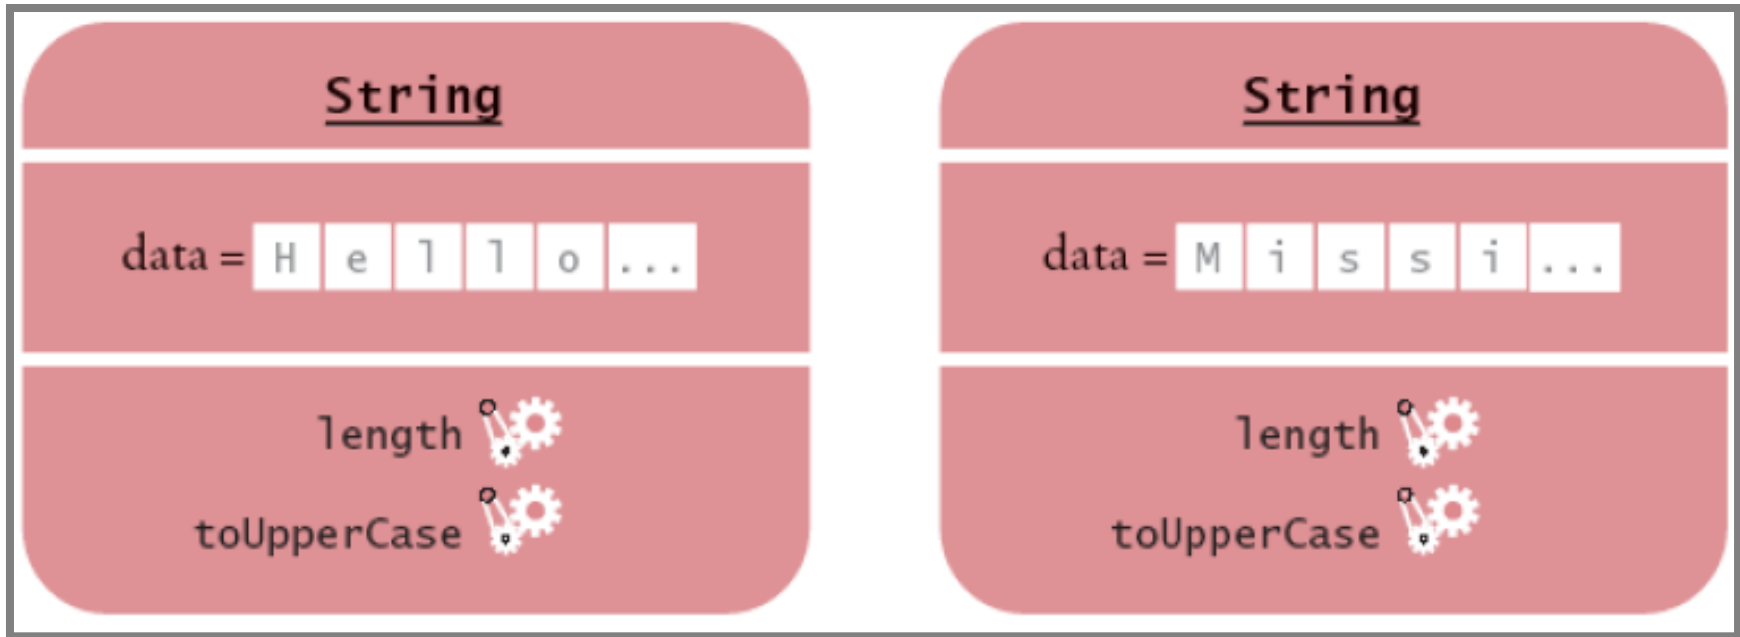 String
data = H e l l o ...
length
toUpperCase
String
data = M i s s i ...
length
toUpperCase